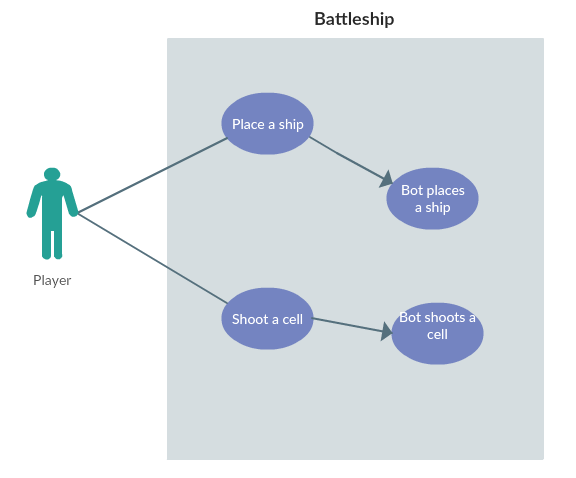 Battleship
Place a ship
Bot places
a ship
Player
Shoot a cell
Bot shoots a
cell